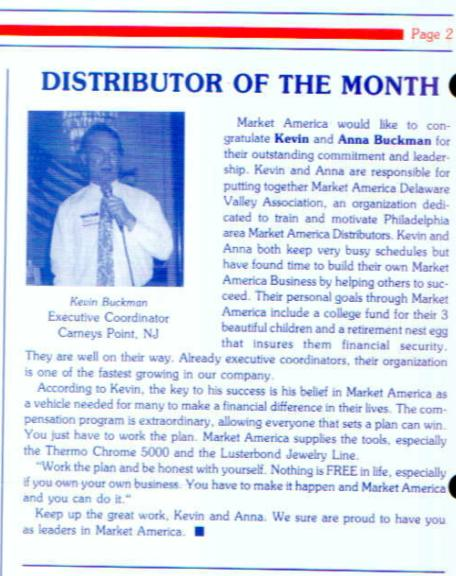 Page 2
DISTRIBUTOR OF THE MONTH
Market America would like to con-
gratulate Kevin and Anna Buckman for
their outstanding commitment and leader-
ship. Kevin and Anna are responsible for
putting together Market America Delaware
Valley Association, an organization dedi-
cated to train and motivate Philadelphia
area Market America Distributors. Kevin and
Anna both keep very busy schedules but
have found time to build their own Market
America Business by helping others to suc-
ceed. Their personal goals through Market
America include a college fund for their 3
beautiful children and a retirement nest egg
that insures them financial security.
Kevin Buckman
Executive Coordinator
Carneys Point, NJ
They are well on their way. Already executive coordinators, their organization
is one of the fastest growing in our company.
According to Kevin, the key to his success is his belief in Market America as
a vehicle needed for many to make a financial difference in their lives. The com-
pensation program is extraordinary, allowing everyone that sets a plan can win.
You just have to work the plan. Market America supplies the tools, especially
the Thermo Chrome 5000 and the Lusterbond Jewelry Line.
"Work the plan and be honest with yourself. Nothing is FREE in life, especially
if you own your own business. You have to make it happen and Market America
and you can do it."
Keep up the great work, Kevin and Anna. We sure are proud to have you
as leaders in Market America.